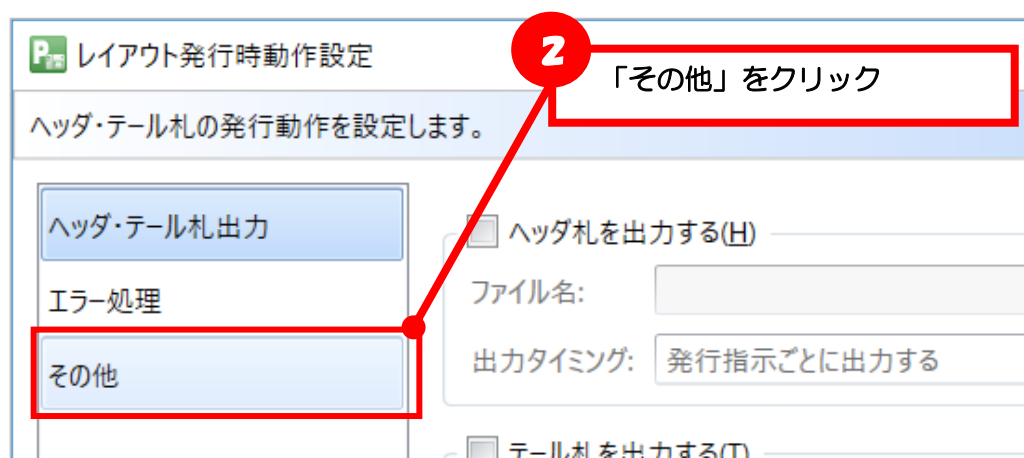 レイアウト発行時動作設定
2
「その他」をクリック
ヘッダ・テール札の発行動作を設定します。
ヘッダ・テール札出力
エラー処理
その他
ヘッダ札を出力する(H)
ファイル名:
出力タイミング: 発行指示ごとに出力する
テール札を出力する(T)